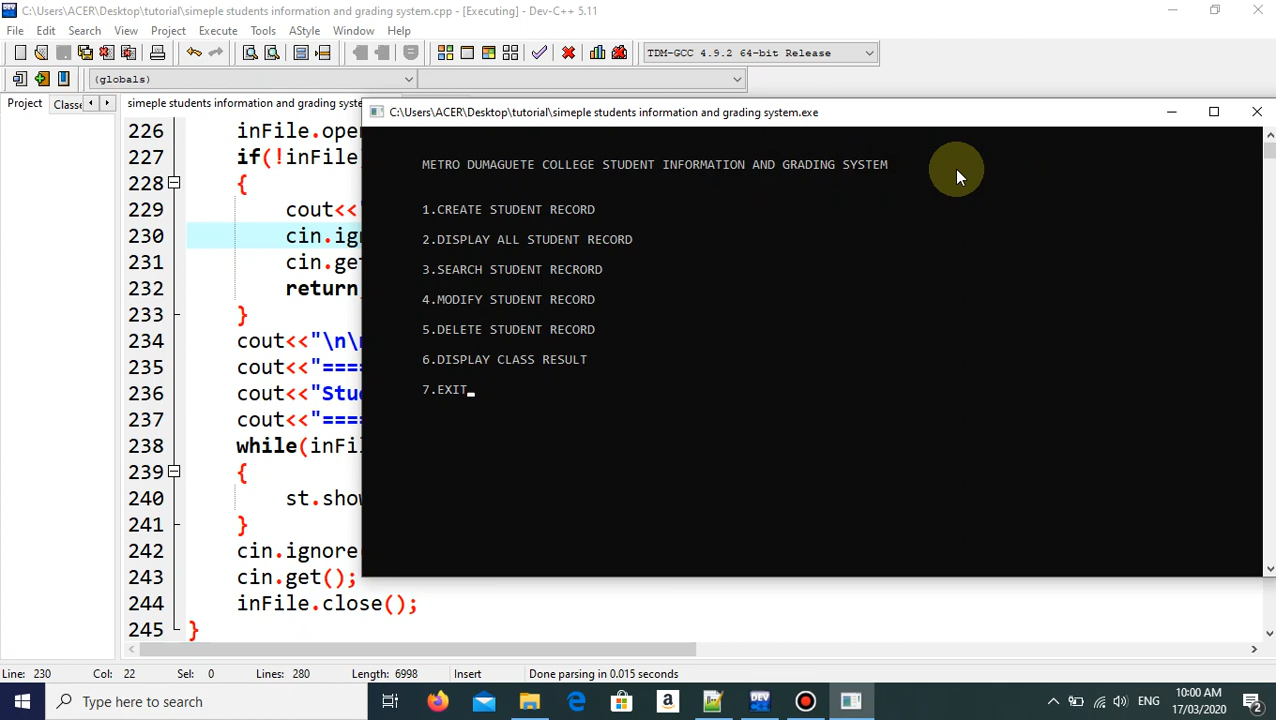 C:\Users\ACER\Desktop\tutorial\simeple students information and grading system.cpp - [Executing] - Dev-C++ 5.11
File Edit Search View Project Execute Tools AStyle Window Help
TDM-GCC 4.9.2 64-bit Release
(globals)
Project Classe simeple students information and grading syste
C:\Users\ACER\Desktop\tutorial\simeple students information and grading system.exe
METRO DUMAGUETE COLLEGE STUDENT INFORMATION AND GRADING SYSTEM
1.CREATE STUDENT RECORD
2.DISPLAY ALL STUDENT RECORD
3.SEARCH STUDENT RECRORD
4.MODIFY STUDENT RECORD
5.DELETE STUDENT RECORD
6.DISPLAY CLASS RESULT
7.EXIT
226 inFile.ope
227 if(!inFile
228 {
229 cout<<"
230 cin.ign
231 cin.get
232 return
233 }
234 cout<<"\n\n
235 cout<<"====
236 cout<<"Stu
237 cout<<"====
238 while(inFi
239 {
240 st.show
241 }
242 cin.ignore
243 cin.get();
244 inFile.close();
245 }
Line: 230 Col: 22 Sel: 0 Lines: 280 Length: 6998 Insert Done parsing in 0.015 seconds
Type here to search
DEV
ENG
10:00 AM
17/03/2020
2